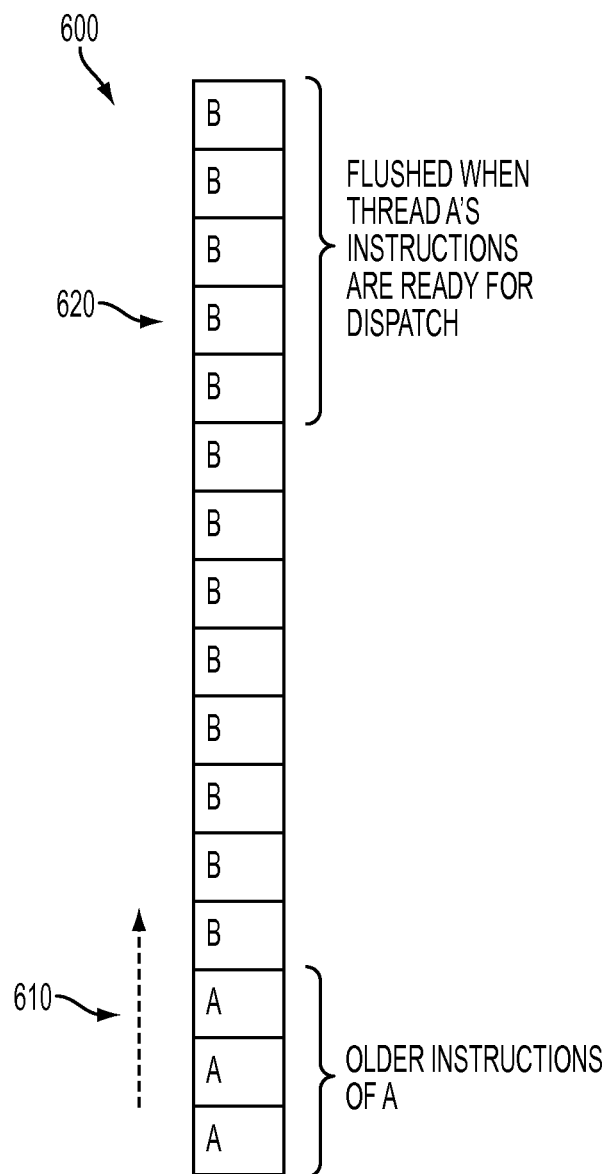 600
B
B
B
B
B
B
B
B
B
B
B
B
B
A
A
A
FLUSHED WHEN
THREAD A'S
INSTRUCTIONS
ARE READY FOR
DISPATCH
620
610
OLDER INSTRUCTIONS
OF A